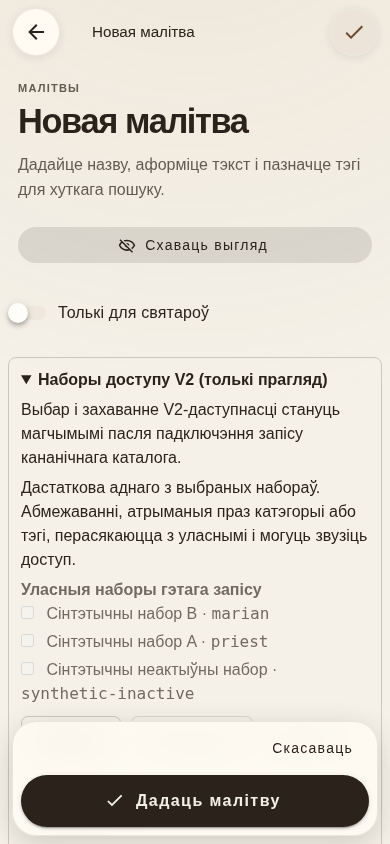 Новая малітва
МАЛІТВЫ
Новая малітва
Дадайце назву, аформіце тэкст і пазначце тэгі
для хуткага пошуку.
Схаваць выгляд
Толькі для святароў
▼ Наборы доступу V2 (толькі прагляд)
Выбар і захаванне V2-даступнасці стануць
магчымымі пасля падключэння запісу
кананічнага каталога.
Дастаткова аднаго з выбраных набораў.
Абмежаванні, атрыманыя праз катэгорыі або
тэгі, перасякаюцца з уласнымі і могуць звузіць
доступ.
Уласныя наборы гэтага запісу
Сінтэтычны набор B · marian
Сінтэтычны набор A · priest
Сінтэтычны неактыўны набор ·
synthetic-inactive
Скасаваць
Дадаць малітву